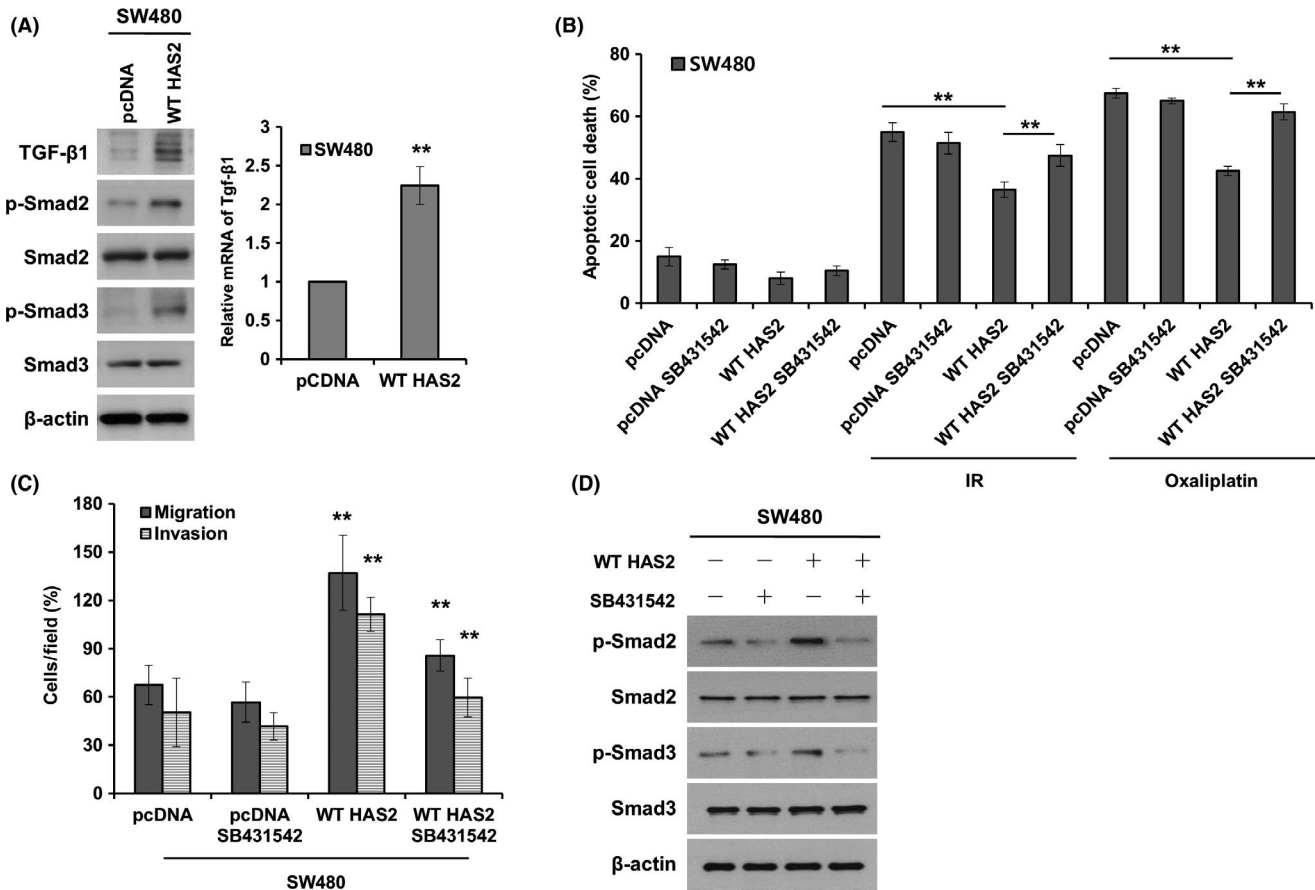 (A)
SW480
pcDNA
WT HAS2
TGF-β1
p-Smad2
Smad2
p-Smad3
Smad3
β-actin
Relative mRNA of Tgf-β1
3
2.5
2
1.5
1
0.5
0
SW480
**
pCDNA
WT HAS2
(B)
Apoptotic cell death (%)
80
60
40
20
0
SW480
**
**
**
**
pcDNA
pcDNA SB431542
WT HAS2
WT HAS2 SB431542
pcDNA
pcDNA SB431542
WT HAS2
WT HAS2 SB431542
pcDNA
pcDNA SB431542
WT HAS2
WT HAS2 SB431542
IR
Oxaliplatin
(C)
Cells/field (%)
180
150
120
90
60
30
0
Migration
Invasion
**
**
**
**
pcDNA
pcDNA
SB431542
WT HAS2
WT HAS2
SB431542
SW480
(D)
SW480
WT HAS2 − − + +
SB431542 − + − +
p-Smad2
Smad2
p-Smad3
Smad3
β-actin